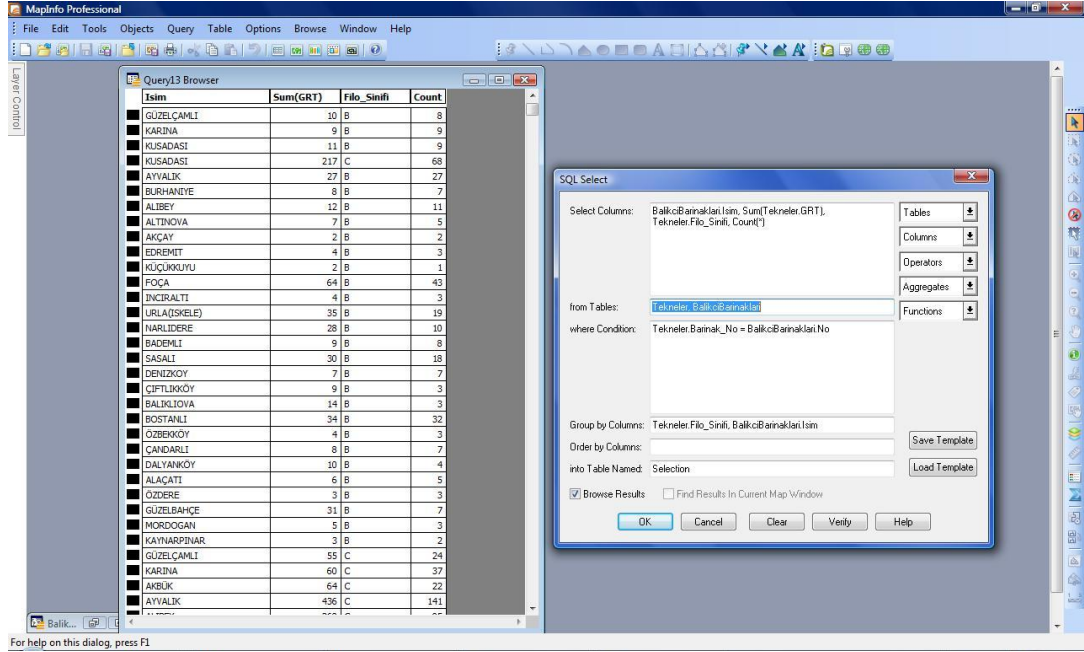 MapInfo Professional
File Edit Tools Objects Query Table Options Browse Window Help
Layer Control
Query13 Browser
Isim Sum(GRT) Filo_Sinifi Count
GÜZELÇAMLI 10 B 8
KARINA 9 B 9
KUSADASI 11 B 9
KUSADASI 217 C 68
AYVALIK 27 B 27
BURHANIYE 8 B 7
ALIBEY 12 B 11
ALTINOVA 7 B 5
AKÇAY 2 B 2
EDREMIT 4 B 3
KÜÇÜKKUYU 2 B 1
FOÇA 64 B 43
INCIRALTI 4 B 3
URLA(ISKELE) 35 B 19
NARLIDERE 28 B 10
BADEMLI 9 B 8
SASALI 30 B 18
DENIZKOY 7 B 7
ÇIFTLIKKÖY 9 B 3
BALIKLIOVA 14 B 3
BOSTANLI 34 B 32
ÖZBEKKÖY 4 B 3
ÇANDARLI 8 B 7
DALYANKÖY 10 B 4
ALAÇATI 6 B 5
ÖZDERE 3 B 3
GÜZELBAHÇE 31 B 7
MORDOGAN 5 B 3
KAYNARPINAR 3 B 2
GÜZELÇAMLI 55 C 24
KARINA 60 C 37
AKBÜK 64 C 22
AYVALIK 436 C 141
Balik...
SQL Select
Select Columns: BalikciBarinaklari.Isim, Sum(Tekneler.GRT),
Tekneler.Filo_Sinifi, Count(*)
Tables
Columns
Operators
Aggregates
Functions
from Tables: Tekneler, BalikciBarinaklari
where Condition: Tekneler.Barinak_No = BalikciBarinaklari.No
Group by Columns: Tekneler.Filo_Sinifi, BalikciBarinaklari.Isim
Order by Columns:
into Table Named: Selection
Save Template
Load Template
Browse Results Find Results In Current Map Window
OK Cancel Clear Verify Help
For help on this dialog, press F1